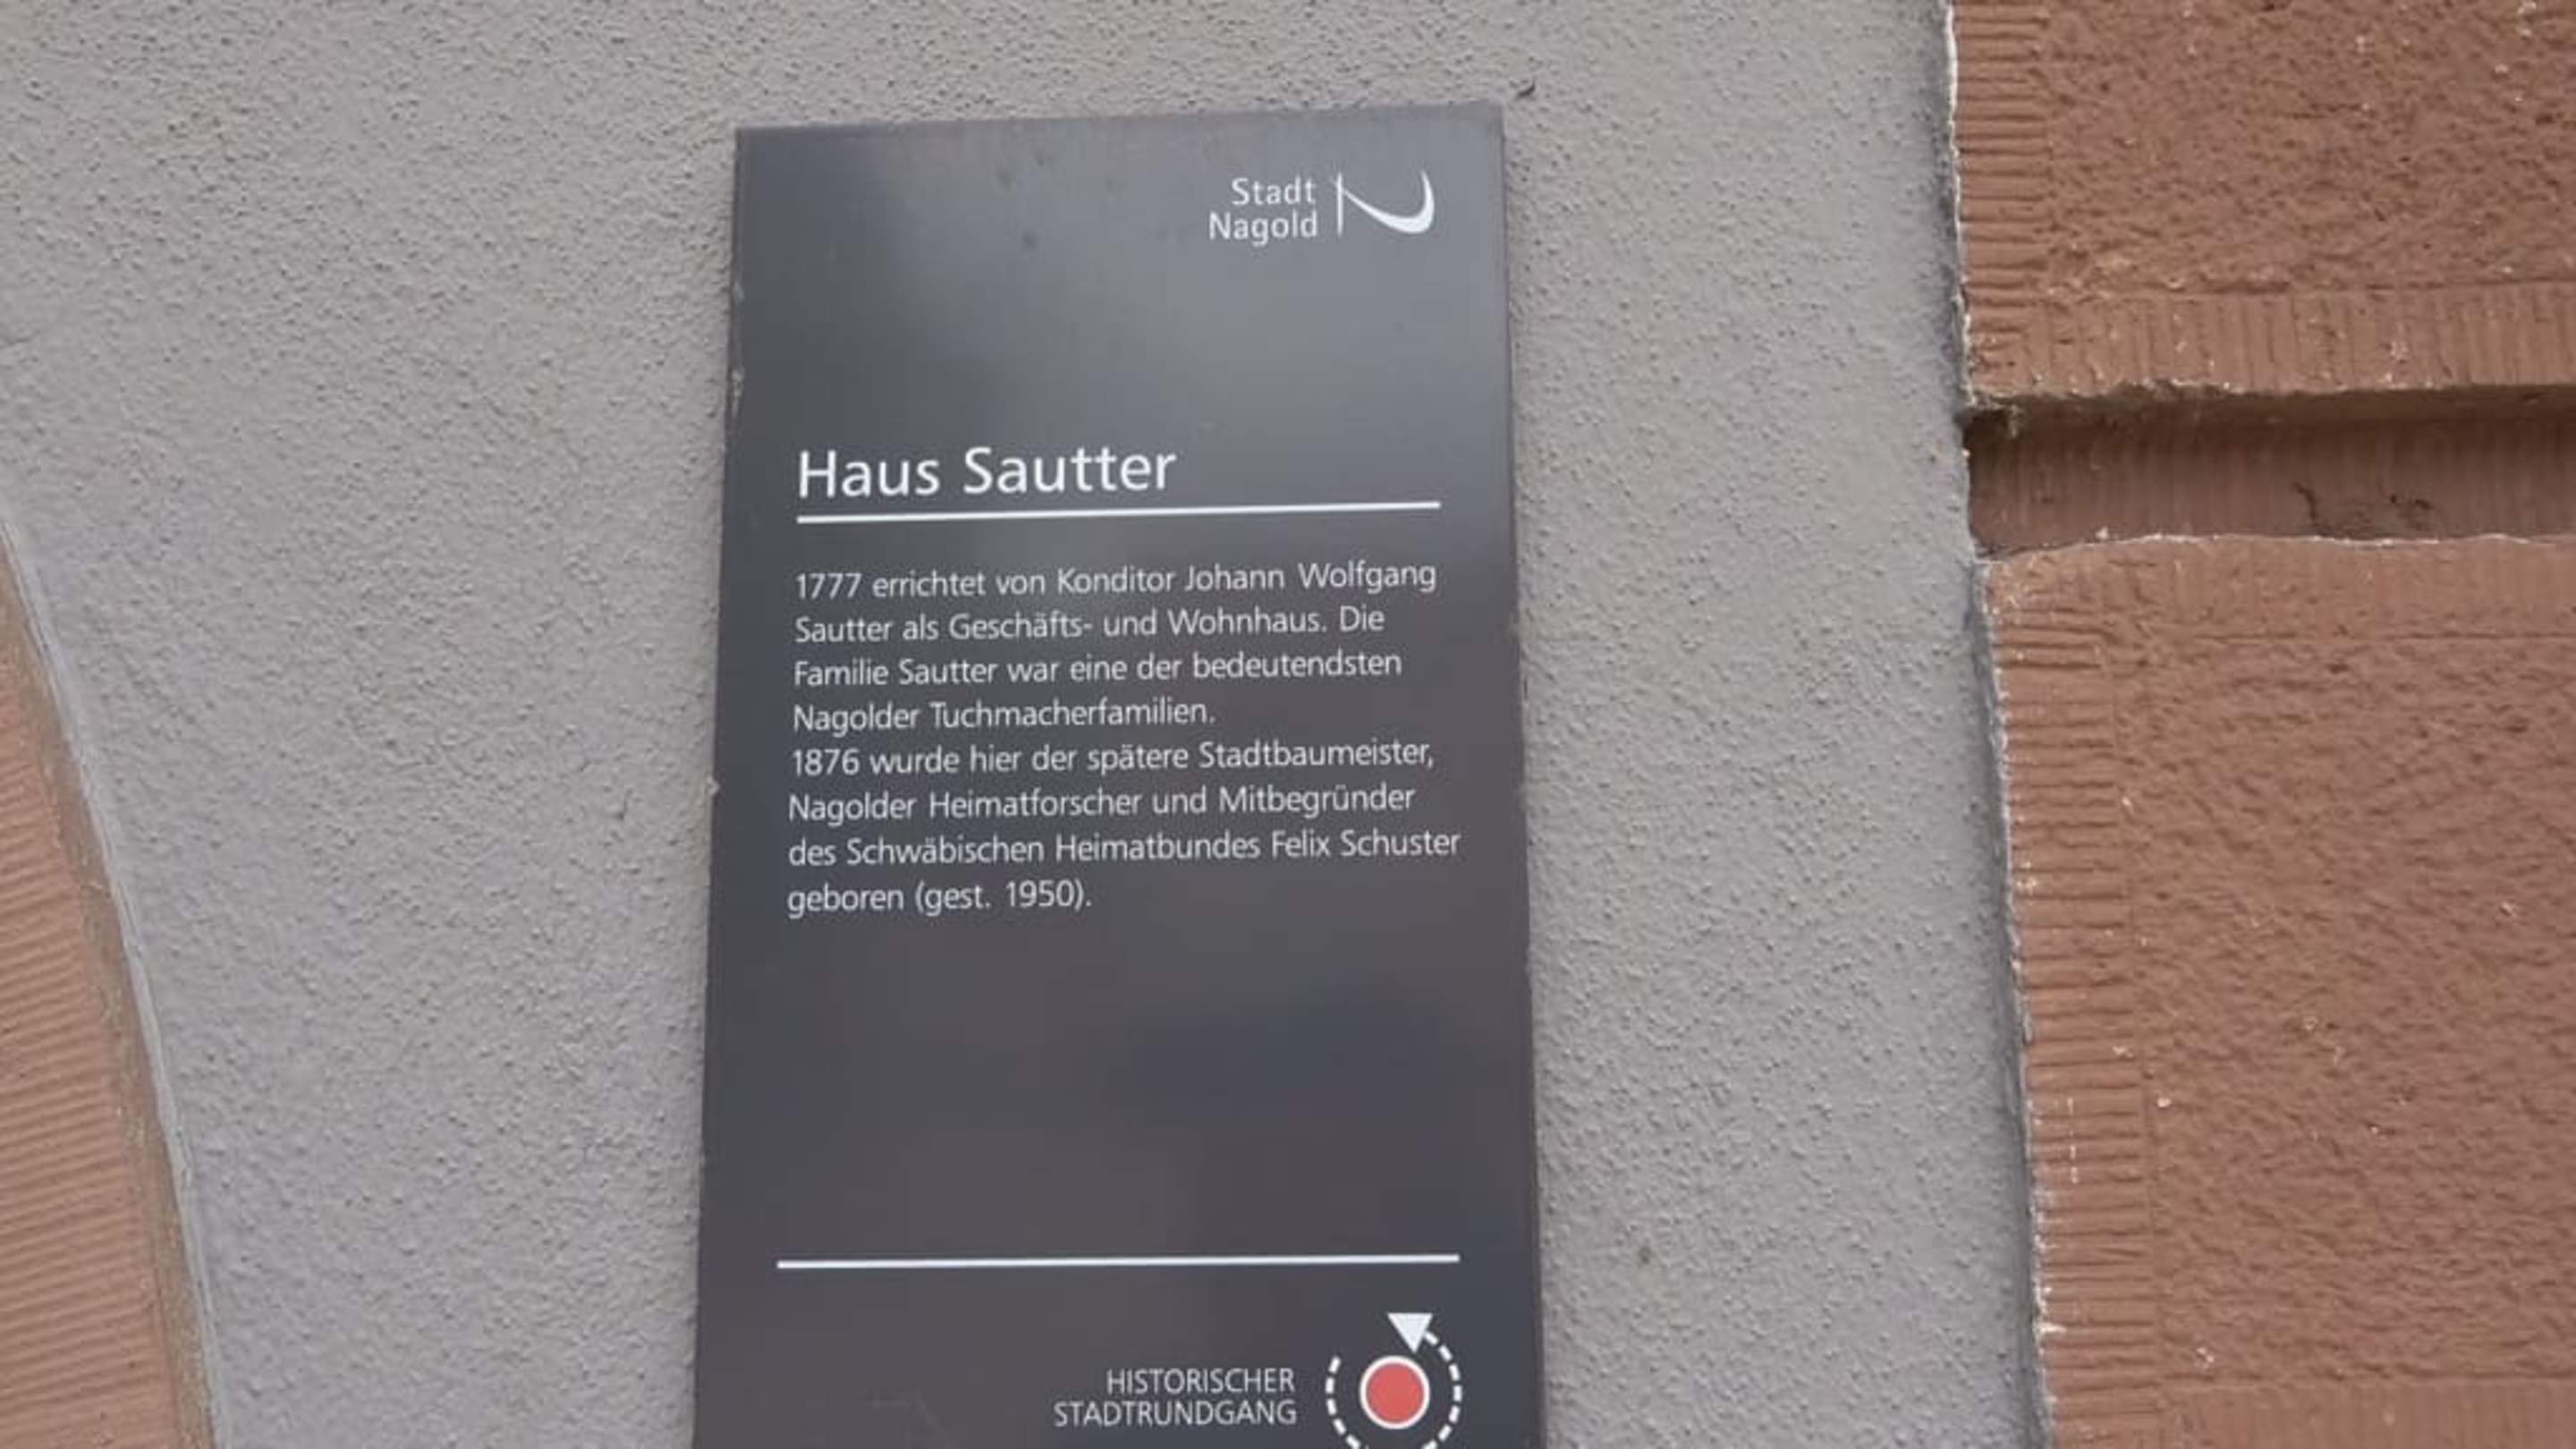 Stadt
Nagold
Haus Sautter
1777 errichtet von Konditor Johann Wolfgang
Sautter als Geschäfts- und Wohnhaus. Die
Familie Sautter war eine der bedeutendsten
Nagolder Tuchmacherfamilien.
1876 wurde hier der spätere Stadtbaumeister,
Nagolder Heimatforscher und Mitbegründer
des Schwäbischen Heimatbundes Felix Schuster
geboren (gest. 1950).
HISTORISCHER
STADTRUNDGANG